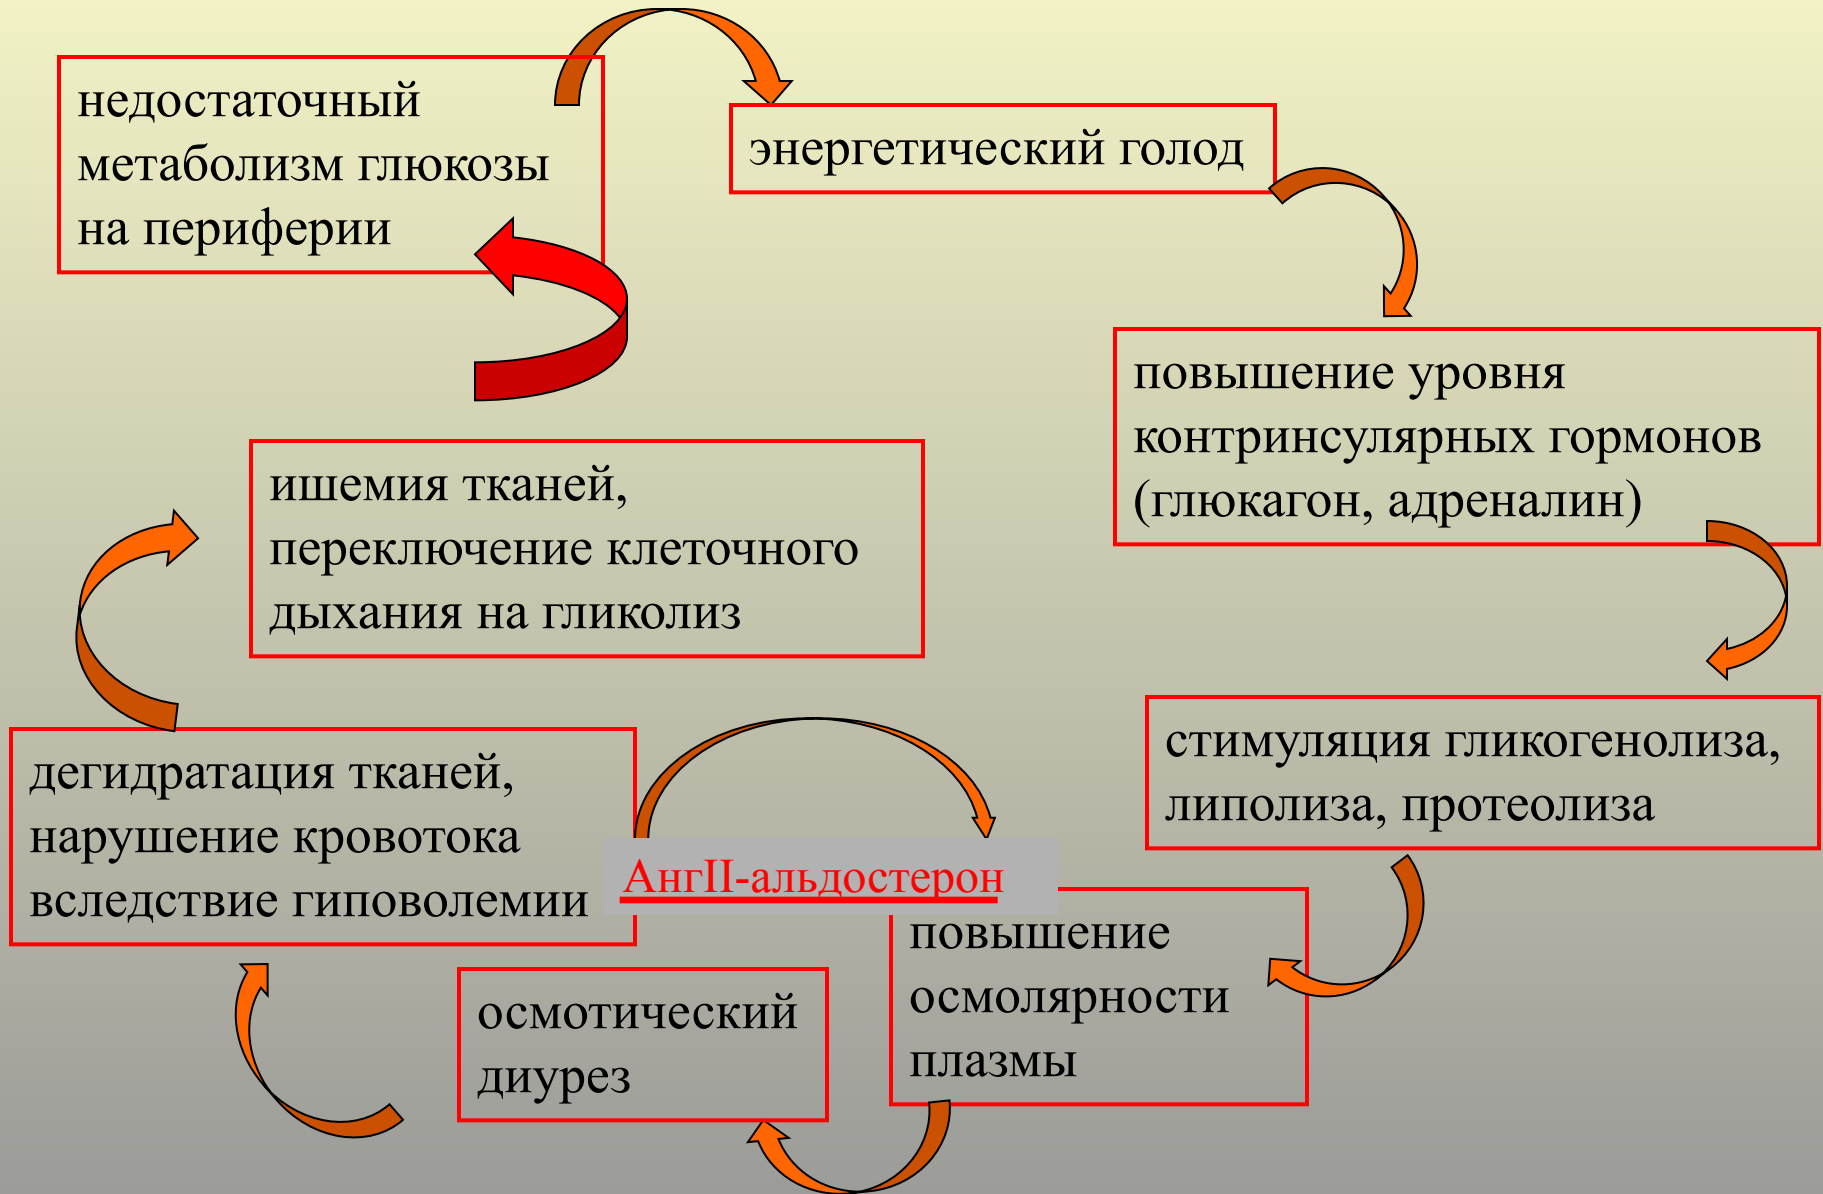 недостаточный
метаболизм глюкозы
на периферии
энергетический голод
повышение уровня
контринсулярных гормонов
(глюкагон, адреналин)
стимуляция гликогенолиза,
липолиза, протеолиза
повышение
осмолярности
плазмы
осмотический
диурез
дегидратация тканей,
нарушение кровотока
вследствие гиповолемии
АнгII-альдостерон
ишемия тканей,
переключение клеточного
дыхания на гликолиз